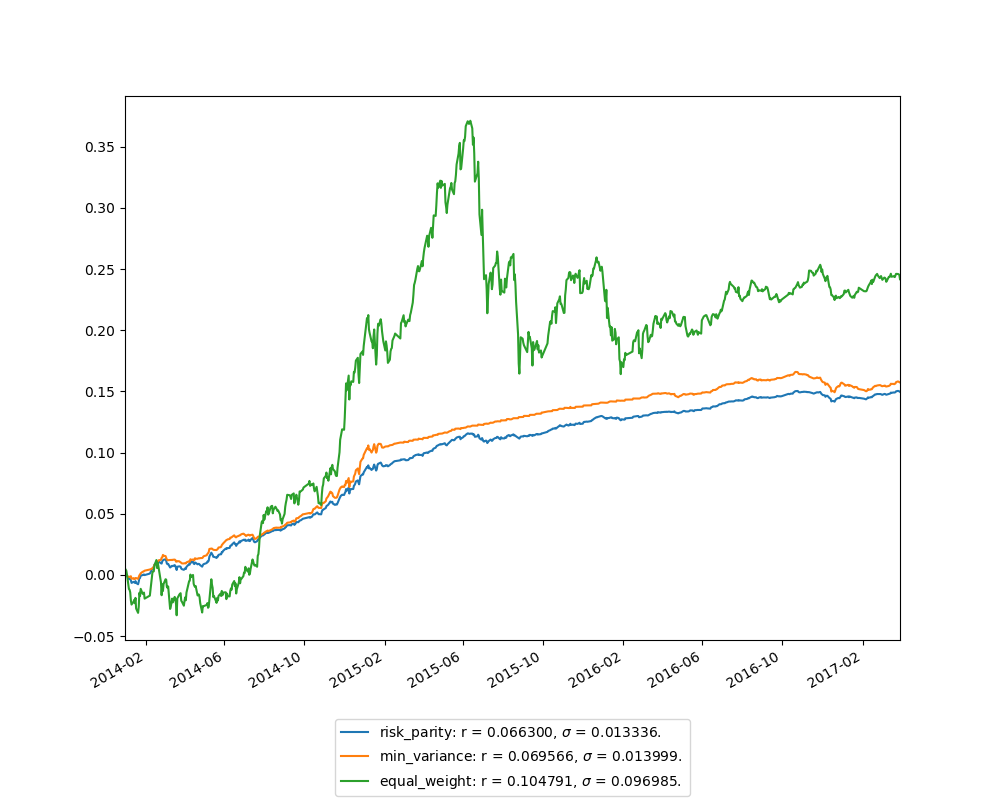 0.35
0.30
0.25
0.20
0.15
0.10
0.05
0.00
−0.05
2014-02 2014-06 2014-10 2015-02 2015-06 2015-10 2016-02 2016-06 2016-10 2017-02
risk_parity: r = 0.066300, σ = 0.013336.
min_variance: r = 0.069566, σ = 0.013999.
equal_weight: r = 0.104791, σ = 0.096985.